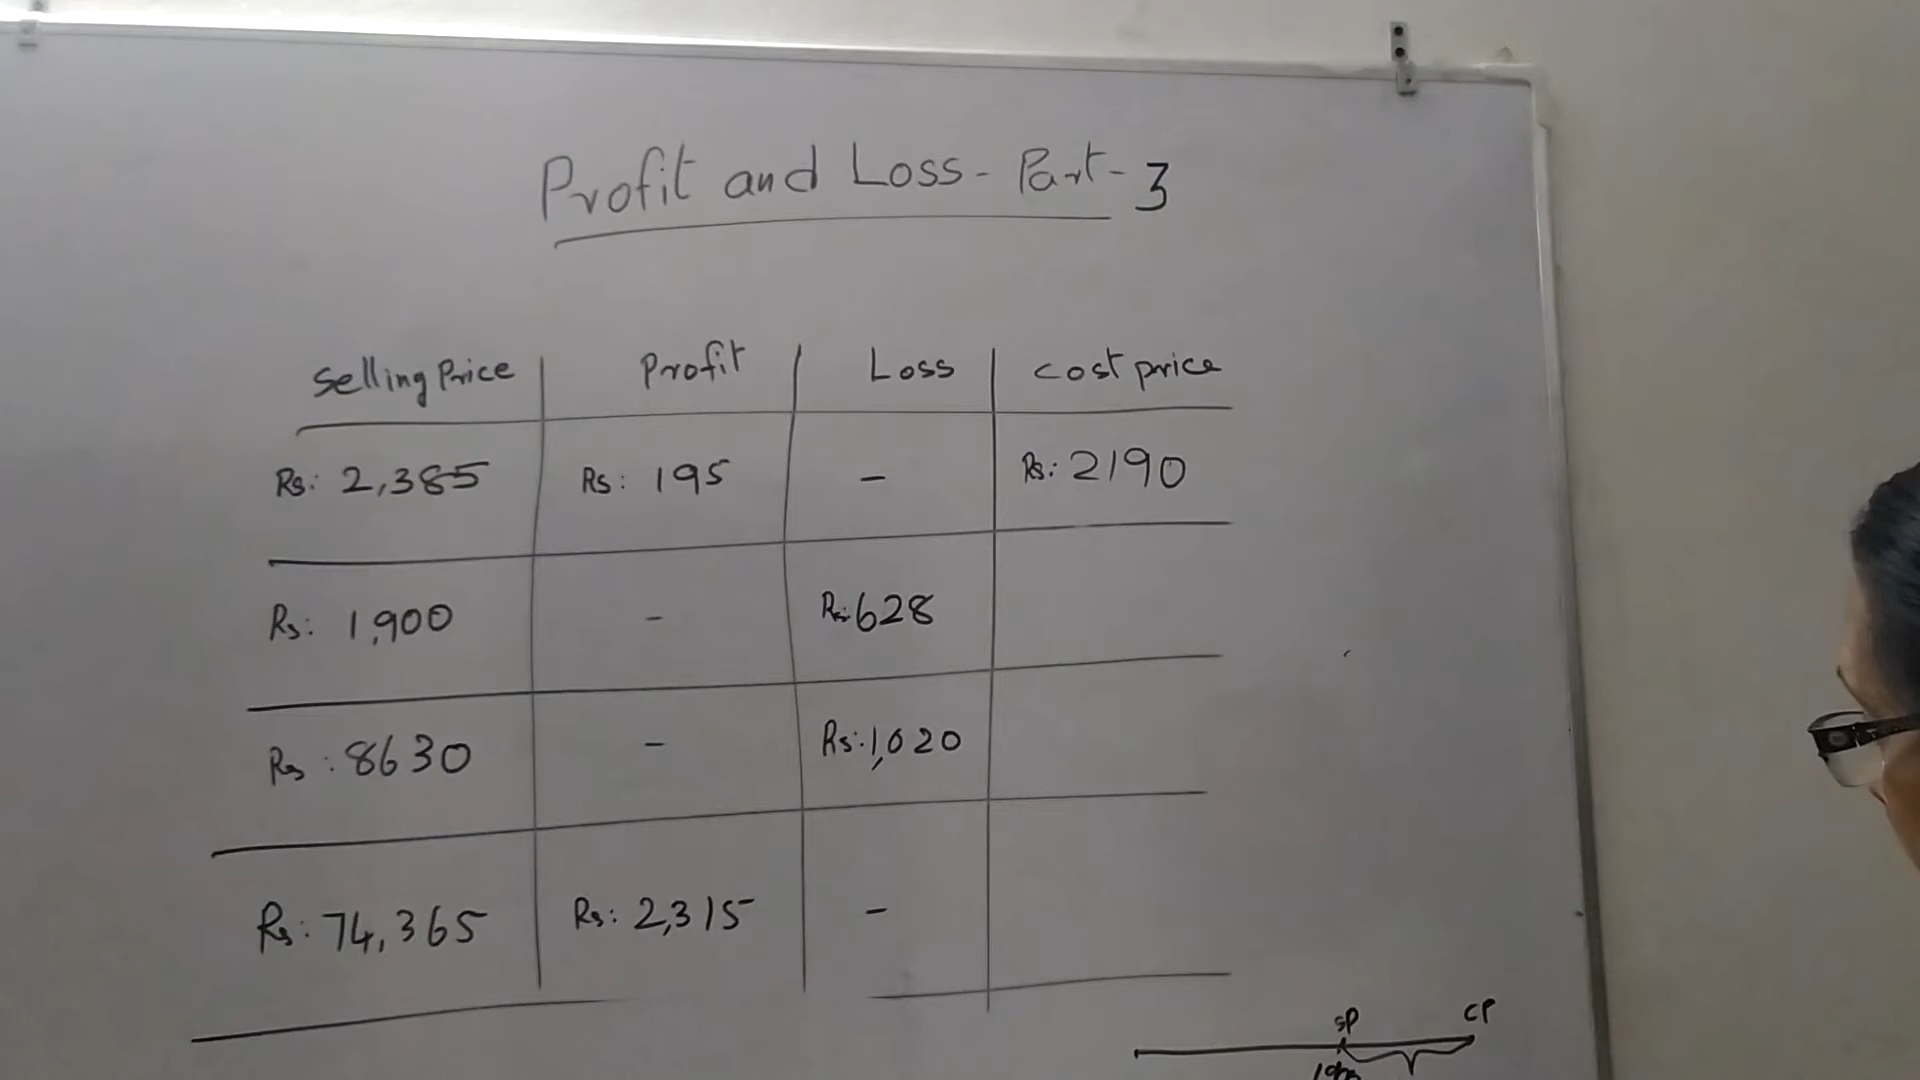 Profit and Loss - Part - 3
Selling Price Profit Loss cost price
Rs: 2,385 Rs: 195 - Rs: 2190
Rs: 1,900 - Rs: 628
Rs: 8630 - Rs: 1,020
Rs: 74,365 Rs: 2,315 -
SP CP